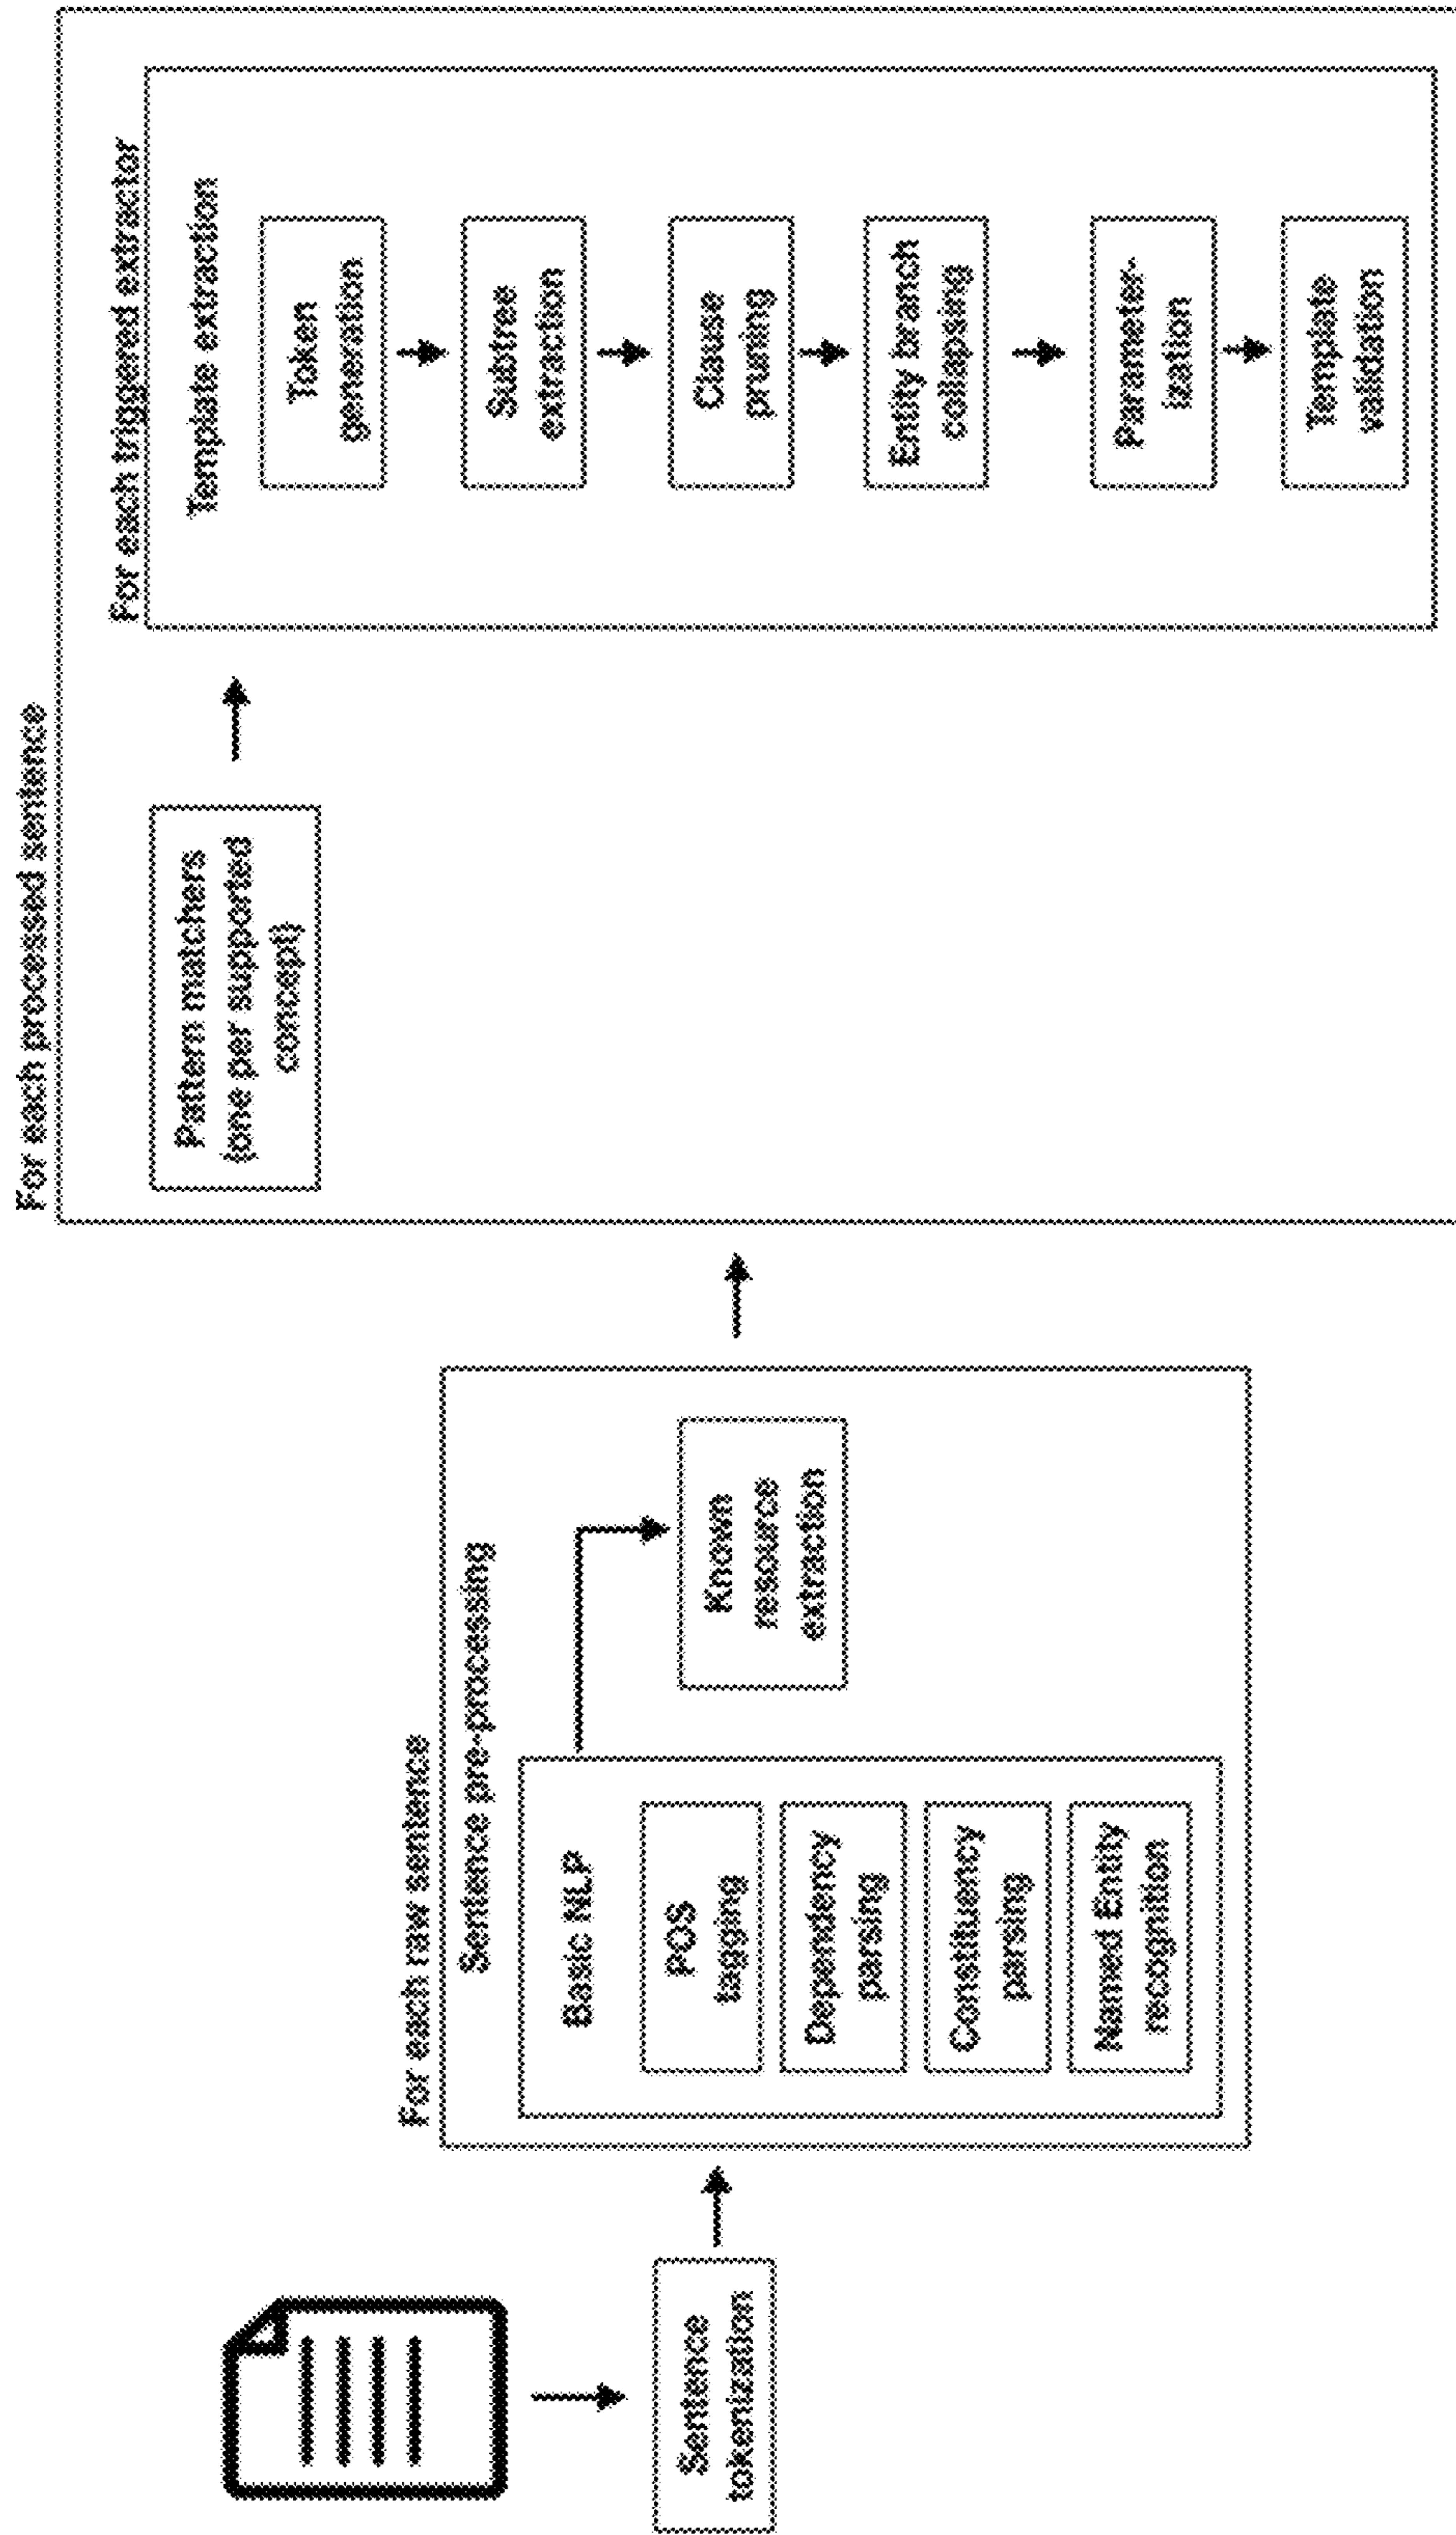 Sentence
tokenization
For each raw sentence
Sentence pre-processing
Basic NLP
POS
tagging
Dependency
parsing
Constituency
parsing
Named Entity
recognition
Known
resource
extraction
For each processed sentence
Pattern matchers
(one per supported
concept)
For each triggered extractor
Template extraction
Token
generation
Subtree
extraction
Clause
pruning
Entity branch
collapsing
Parameter-
ization
Template
validation